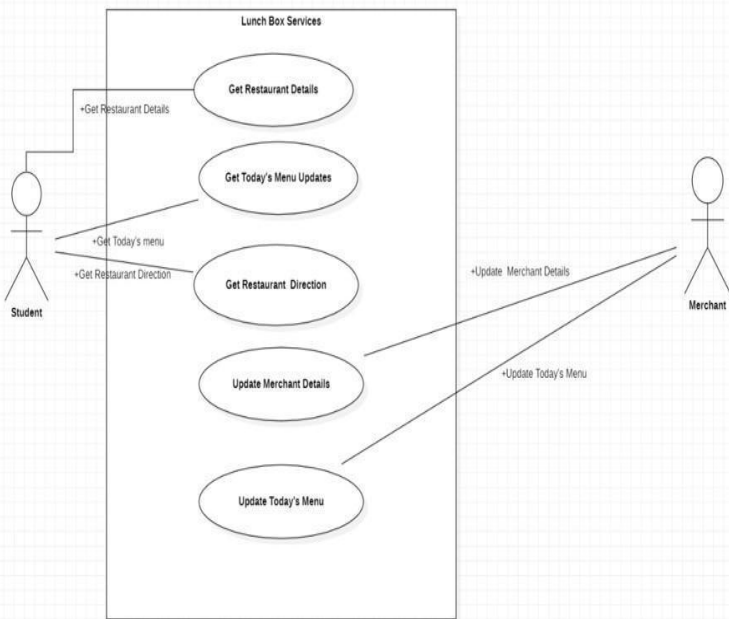 Lunch Box Services
Get Restaurant Details
+Get Restaurant Details
Get Today's Menu Updates
+Get Today's menu
+Get Restaurant Direction
Get Restaurant Direction
Student
+Update Merchant Details
Merchant
Update Merchant Details
+Update Today's Menu
Update Today's Menu